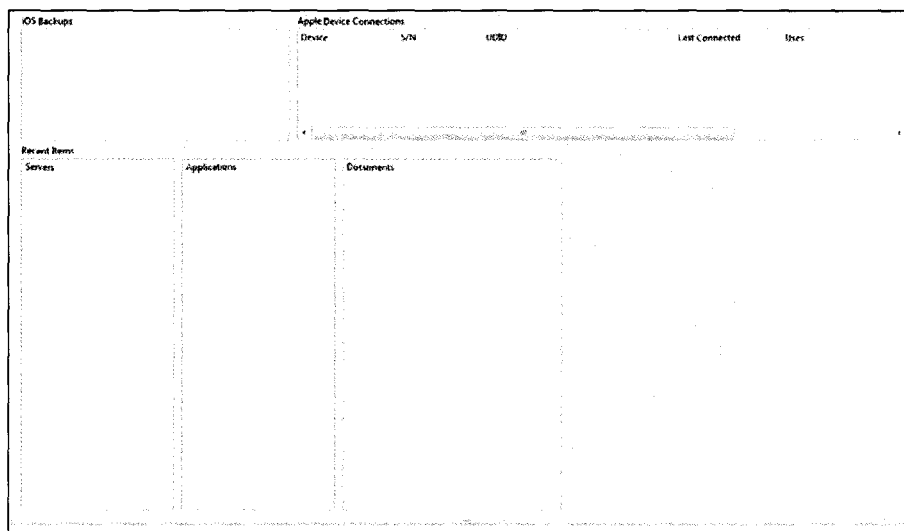 iOS Backups
Apple Device Connections
Device S/N UDID Last Connected Uses
Recent Items
Servers Applications Documents